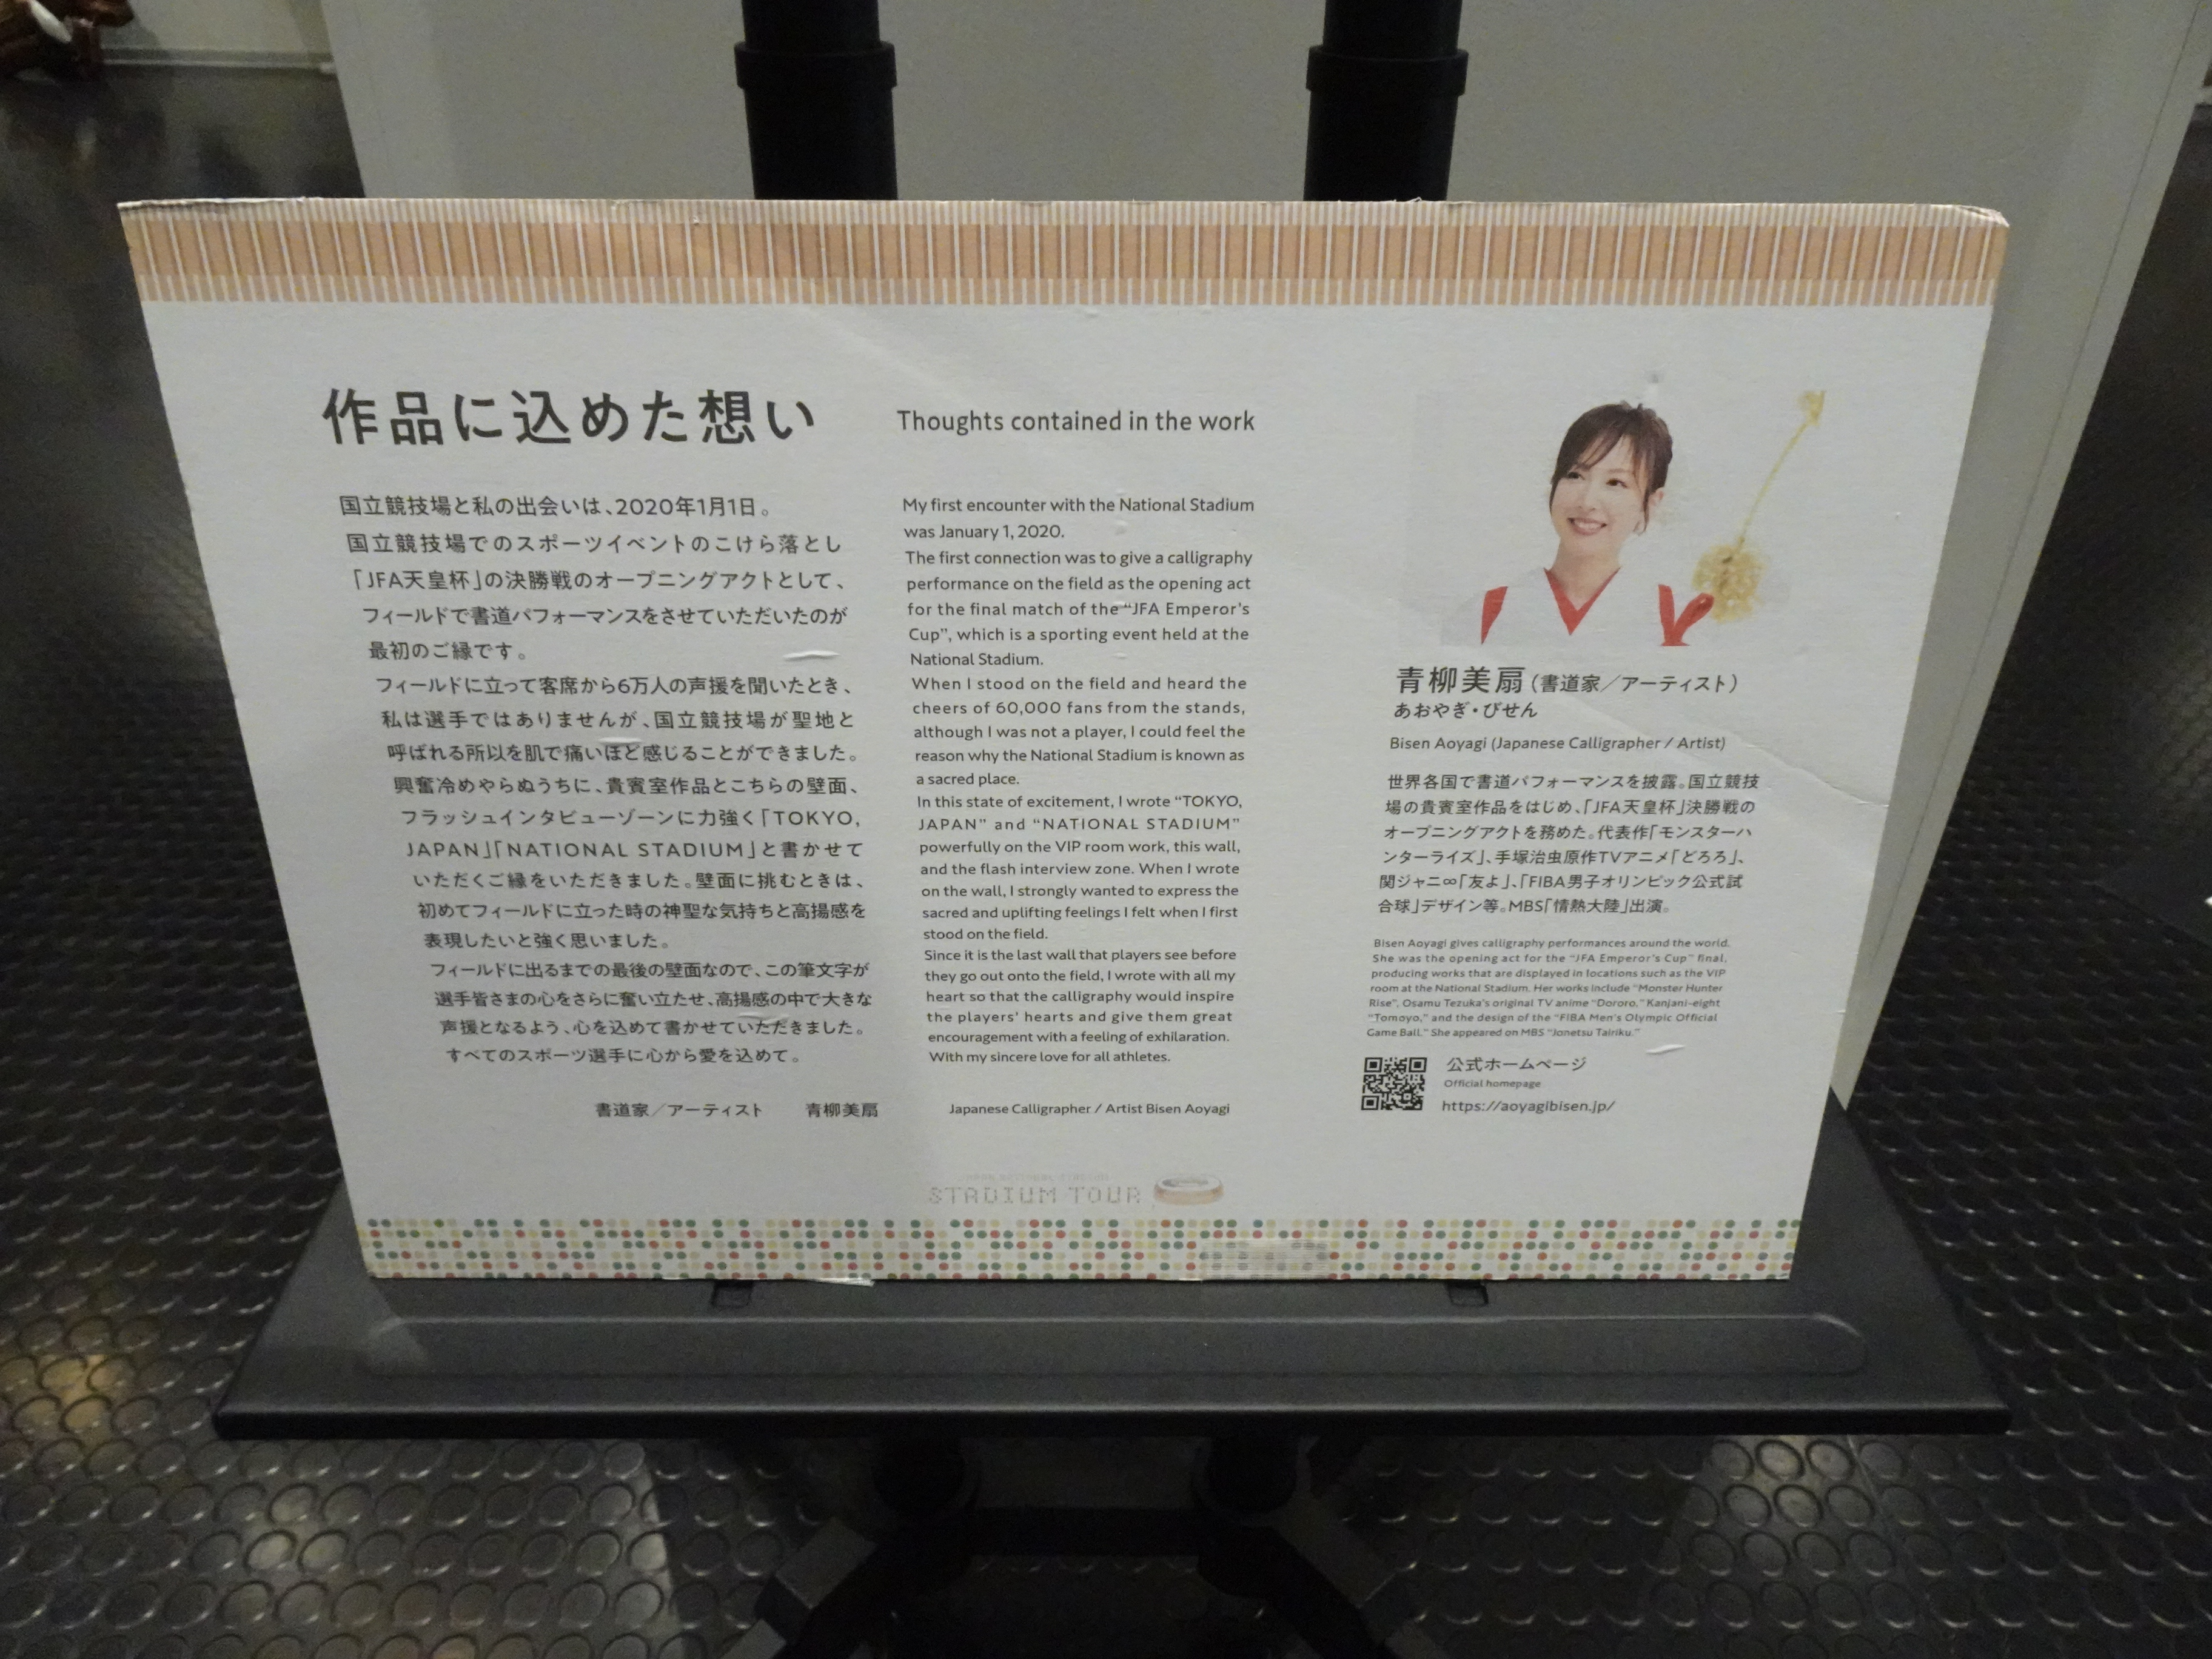 作品に込めた想い
国立競技場と私の出会いは、2020年1月1日。
国立競技場でのスポーツイベントのこけら落とし
「JFA天皇杯」の決勝戦のオープニングアクトとして、
フィールドで書道パフォーマンスをさせていただいたのが
最初のご縁です。
フィールドに立って客席から6万人の声援を聞いたとき、
私は選手ではありませんが、国立競技場が聖地と
呼ばれる所以を肌で痛いほど感じることができました。
興奮冷めやらぬうちに、貴賓室作品とこちらの壁面、
フラッシュインタビューゾーンに力強く「TOKYO,
JAPAN」「NATIONAL STADIUM」と書かせて
いただくご縁をいただきました。壁面に挑むときは、
初めてフィールドに立った時の神聖な気持ちと高揚感を
表現したいと強く思いました。
フィールドに出るまでの最後の壁面なので、この筆文字が
選手皆さまの心をさらに奮い立たせ、高揚感の中で大きな
声援となるよう、心を込めて書かせていただきました。
すべてのスポーツ選手に心から愛を込めて。
書道家／アーティスト 青柳美扇
Thoughts contained in the work
My first encounter with the National Stadium
was January 1, 2020.
The first connection was to give a calligraphy
performance on the field as the opening act
for the final match of the “JFA Emperor's
Cup”, which is a sporting event held at the
National Stadium.
When I stood on the field and heard the
cheers of 60,000 fans from the stands,
although I was not a player, I could feel the
reason why the National Stadium is known as
a sacred place.
In this state of excitement, I wrote “TOKYO,
JAPAN” and “NATIONAL STADIUM”
powerfully on the VIP room work, this wall,
and the flash interview zone. When I wrote
on the wall, I strongly wanted to express the
sacred and uplifting feelings I felt when I first
stood on the field.
Since it is the last wall that players see before
they go out onto the field, I wrote with all my
heart so that the calligraphy would inspire
the players' hearts and give them great
encouragement with a feeling of exhilaration.
With my sincere love for all athletes.
Japanese Calligrapher / Artist Bisen Aoyagi
青柳美扇（書道家／アーティスト）
あおやぎ・びせん
Bisen Aoyagi (Japanese Calligrapher / Artist)
世界各国で書道パフォーマンスを披露。国立競技
場の貴賓室作品をはじめ、「JFA天皇杯」決勝戦の
オープニングアクトを務めた。代表作「モンスターハ
ンターライズ」、手塚治虫原作TVアニメ「どろろ」、
関ジャニ∞「友よ」、「FIBA男子オリンピック公式試
合球」デザイン等。MBS「情熱大陸」出演。
Bisen Aoyagi gives calligraphy performances around the world.
She was the opening act for the “JFA Emperor's Cup” final,
producing works that are displayed in locations such as the VIP
room at the National Stadium. Her works include “Monster Hunter
Rise”, Osamu Tezuka's original TV anime “Dororo,” Kanjani-eight
“Tomoyo,” and the design of the “FIBA Men's Olympic Official
Game Ball.” She appeared on MBS “Jonetsu Tairiku.”
公式ホームページ
Official homepage
https://aoyagibisen.jp/
STADIUM TOUR